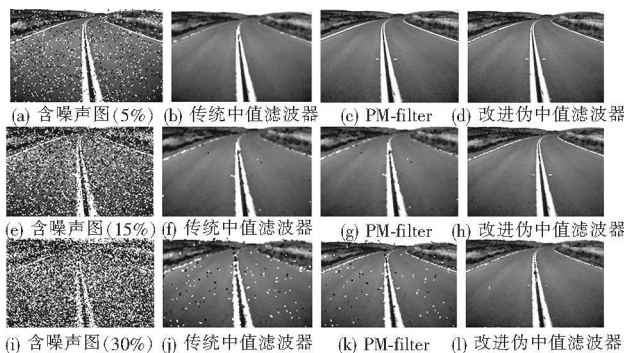 (a) 含噪声图(5%) (b) 传统中值滤波器 (c) PM-filter (d) 改进伪中值滤波器
(e) 含噪声图(15%) (f) 传统中值滤波器 (g) PM-filter (h) 改进伪中值滤波器
(i) 含噪声图(30%) (j) 传统中值滤波器 (k) PM-filter (l) 改进伪中值滤波器